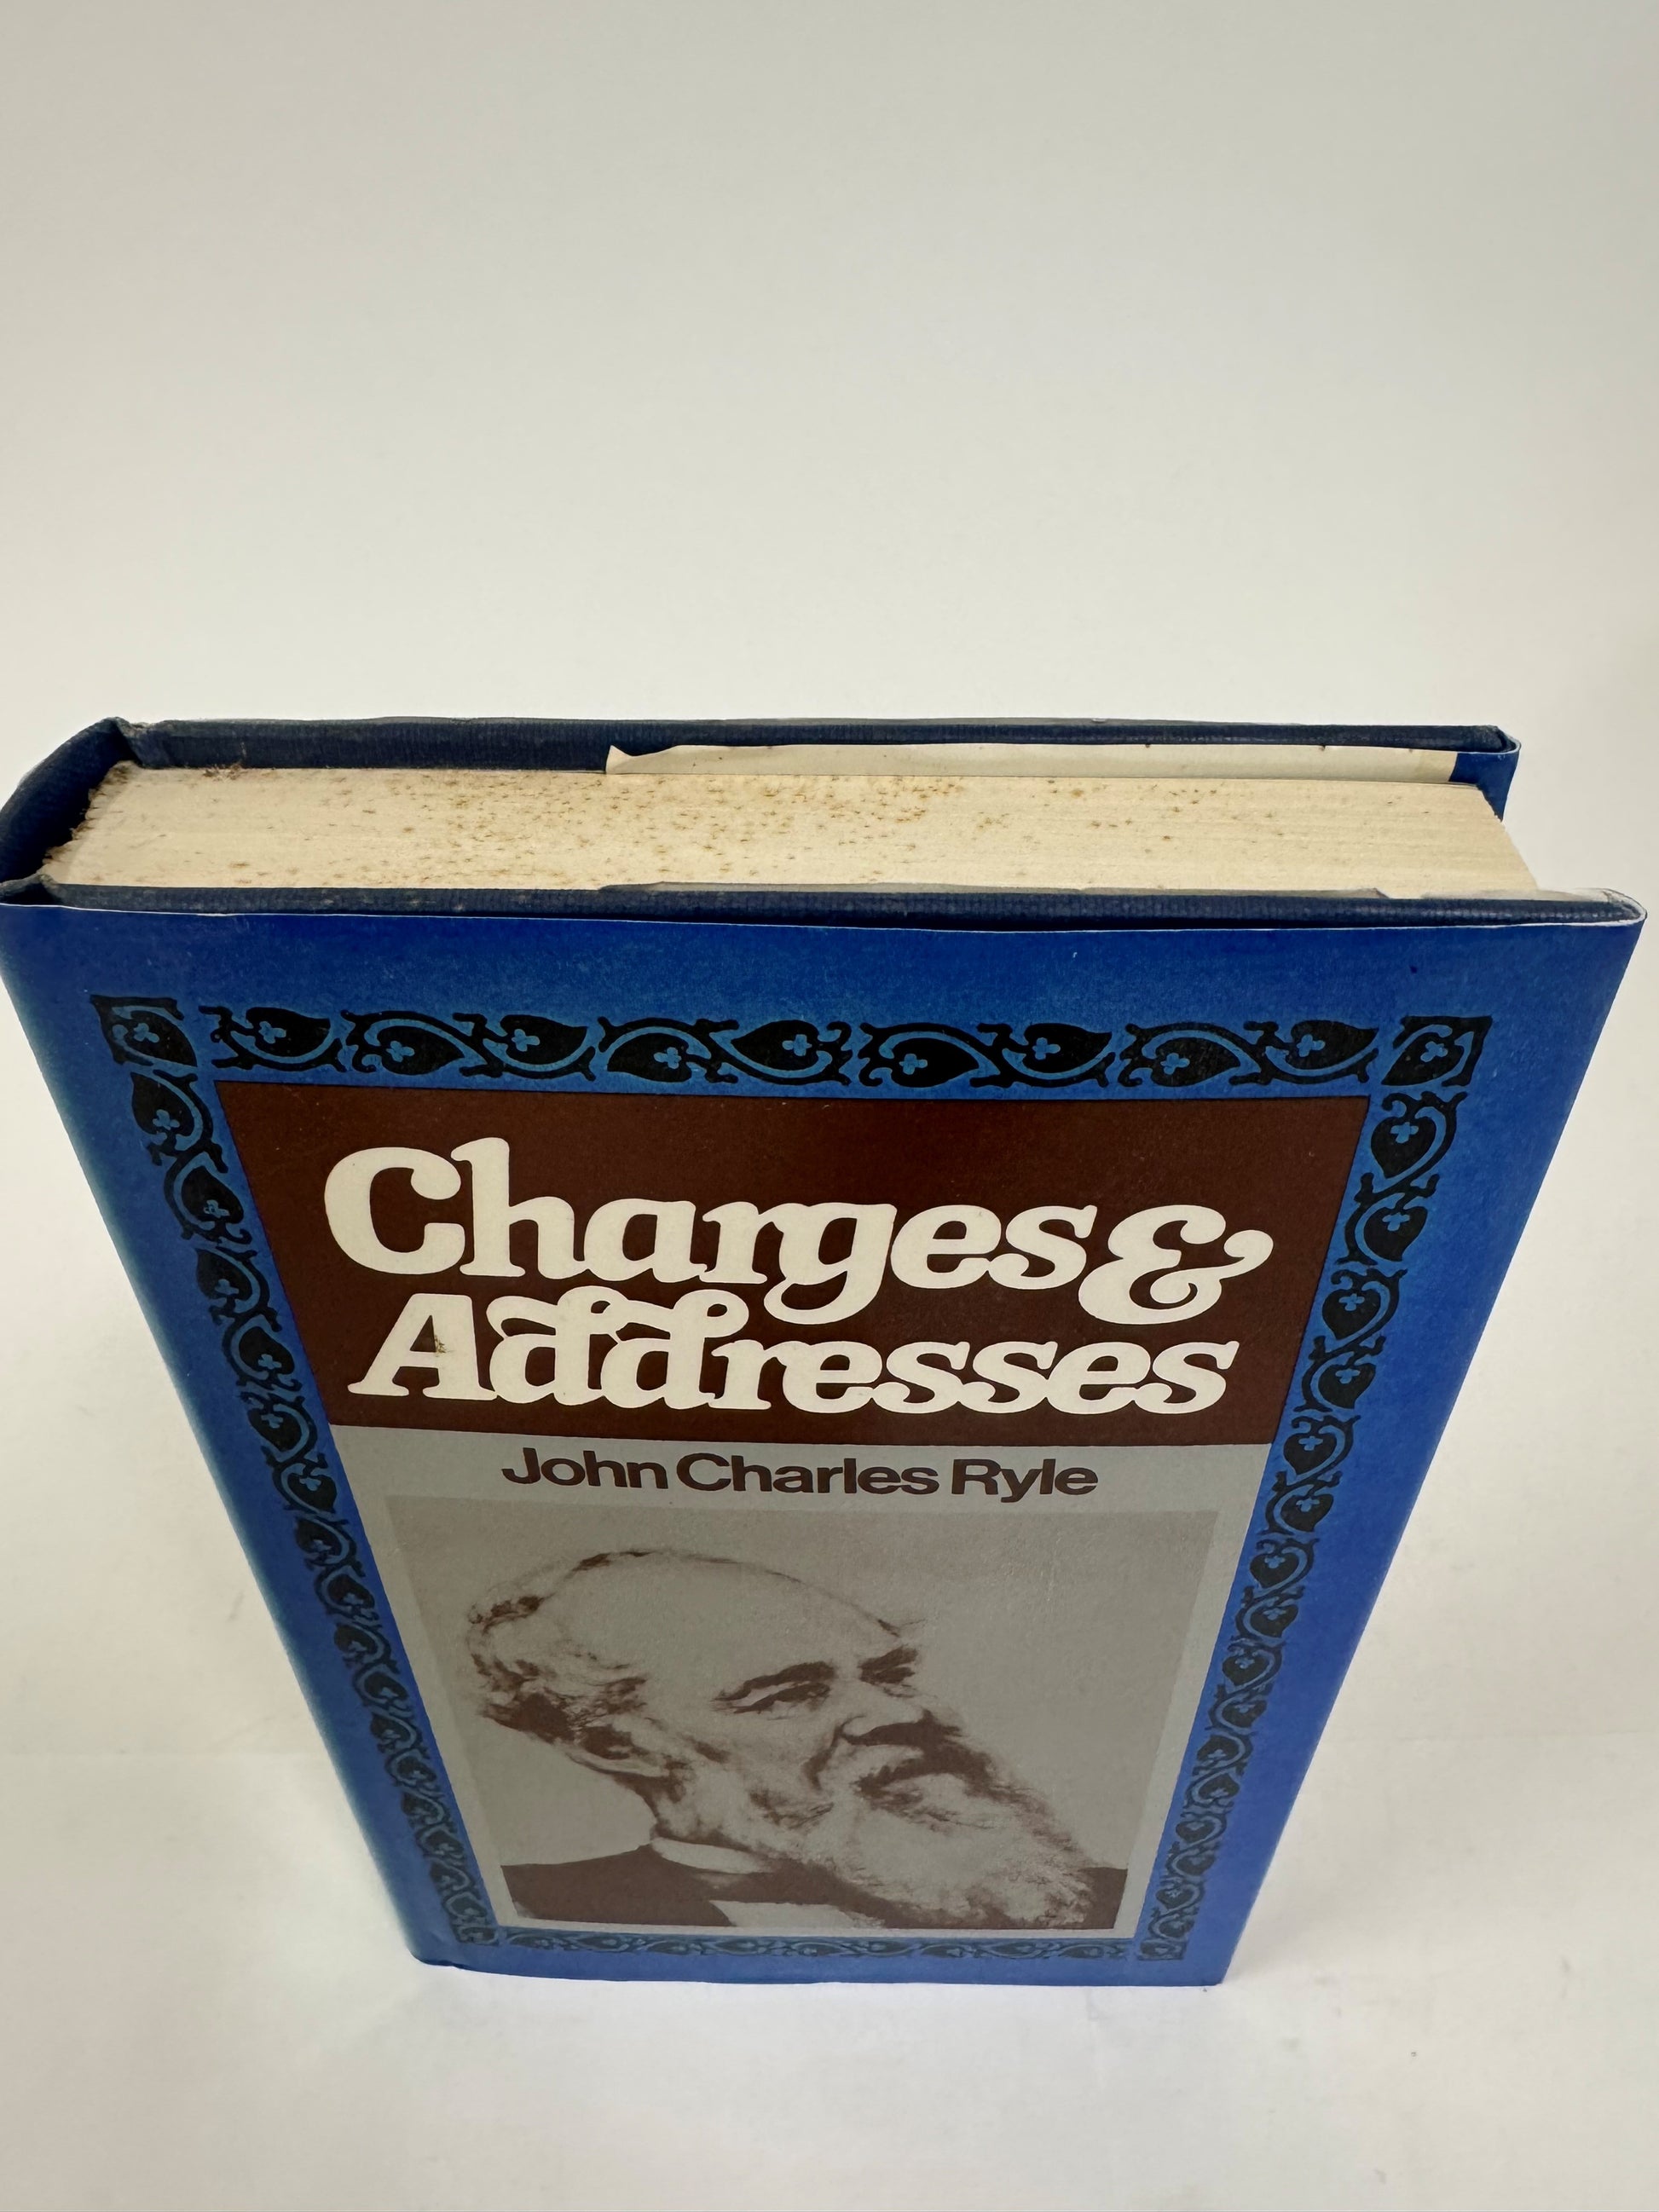 Charges &
Addresses
John Charles Ryle